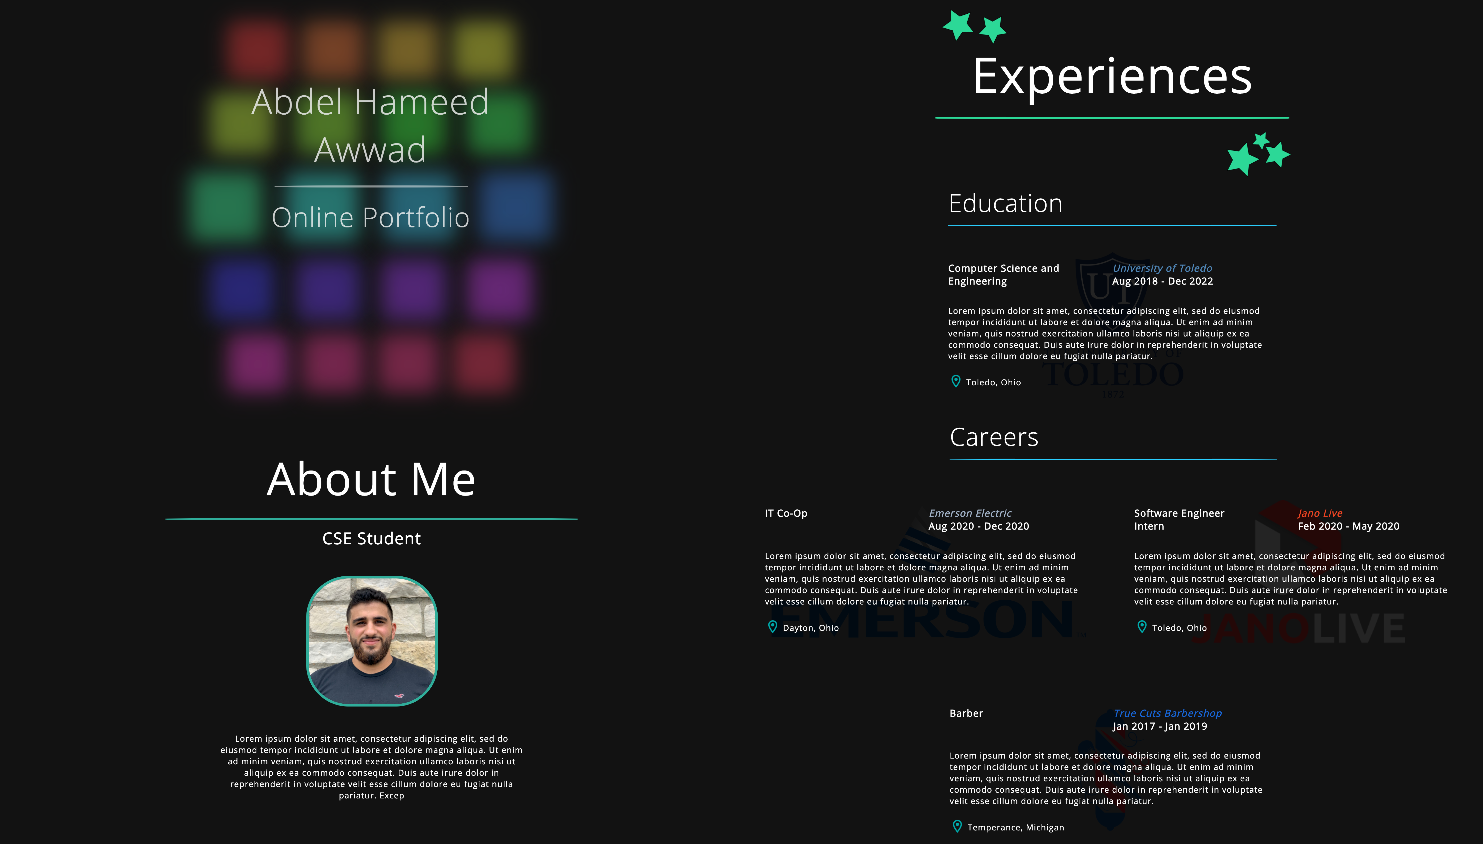 Abdel Hameed
Awwad
Online Portfolio
About Me
CSE Student
Lorem ipsum dolor sit amet, consectetur adipiscing elit, sed do
eiusmod tempor incididunt ut labore et dolore magna aliqua. Ut enim
ad minim veniam, quis nostrud exercitation ullamco laboris nisi ut
aliquip ex ea commodo consequat. Duis aute irure dolor in
reprehenderit in voluptate velit esse cillum dolore eu fugiat nulla
pariatur. Excep
Experiences
Education
Computer Science and
Engineering
University of Toledo
Aug 2018 - Dec 2022
UT
Lorem ipsum dolor sit amet, consectetur adipiscing elit, sed do eiusmod
tempor incididunt ut labore et dolore magna aliqua. Ut enim ad minim
veniam, quis nostrud exercitation ullamco laboris nisi ut aliquip ex ea
commodo consequat. Duis aute irure dolor in reprehenderit in voluptate
velit esse cillum dolore eu fugiat nulla pariatur.
TOLEDO
1872
Toledo, Ohio
Careers
IT Co-Op
Emerson Electric
Aug 2020 - Dec 2020
Lorem ipsum dolor sit amet, consectetur adipiscing elit, sed do eiusmod
tempor incididunt ut labore et dolore magna aliqua. Ut enim ad minim
veniam, quis nostrud exercitation ullamco laboris nisi ut aliquip ex ea
commodo consequat. Duis aute irure dolor in reprehenderit in voluptate
velit esse cillum dolore eu fugiat nulla pariatur.
EMERSON
Dayton, Ohio
Software Engineer
Intern
Jano Live
Feb 2020 - May 2020
Lorem ipsum dolor sit amet, consectetur adipiscing elit, sed do eiusmod
tempor incididunt ut labore et dolore magna aliqua. Ut enim ad minim
veniam, quis nostrud exercitation ullamco laboris nisi ut aliquip ex ea
commodo consequat. Duis aute irure dolor in reprehenderit in voluptate
velit esse cillum dolore eu fugiat nulla pariatur.
JANOLIVE
Toledo, Ohio
Barber
True Cuts Barbershop
Jan 2017 - Jan 2019
Lorem ipsum dolor sit amet, consectetur adipiscing elit, sed do eiusmod
tempor incididunt ut labore et dolore magna aliqua. Ut enim ad minim
veniam, quis nostrud exercitation ullamco laboris nisi ut aliquip ex ea
commodo consequat. Duis aute irure dolor in reprehenderit in voluptate
velit esse cillum dolore eu fugiat nulla pariatur.
Temperance, Michigan